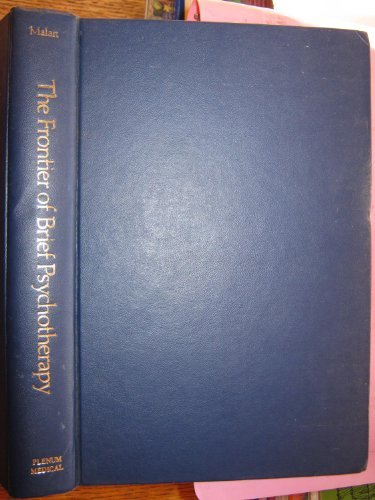 Malan
The Frontier of Brief Psychotherapy
PLENUM
MEDICAL